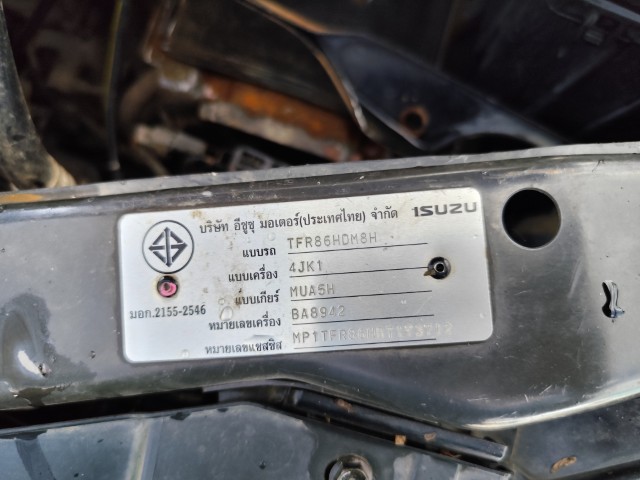 บริษัท อีซูซุ มอเตอร์(ประเทศไทย) จำกัด ISUZU
แบบรถ TFR86HDM8H
แบบเครื่อง 4JK1
แบบเกียร์ MUA5H
มอก.2155-2546
หมายเลขเครื่อง BA8942
หมายเลขแชสซิส